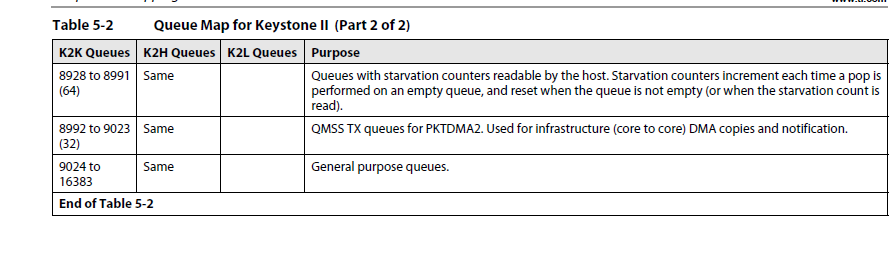 Table 5-2 Queue Map for Keystone II (Part 2 of 2)
K2K Queues K2H Queues K2L Queues Purpose
8928 to 8991 Same Queues with starvation counters readable by the host. Starvation counters increment each time a pop is
(64) performed on an empty queue, and reset when the queue is not empty (or when the starvation count is
read).
8992 to 9023 Same QMSS TX queues for PKTDMA2. Used for infrastructure (core to core) DMA copies and notification.
(32)
9024 to Same General purpose queues.
16383
End of Table 5-2